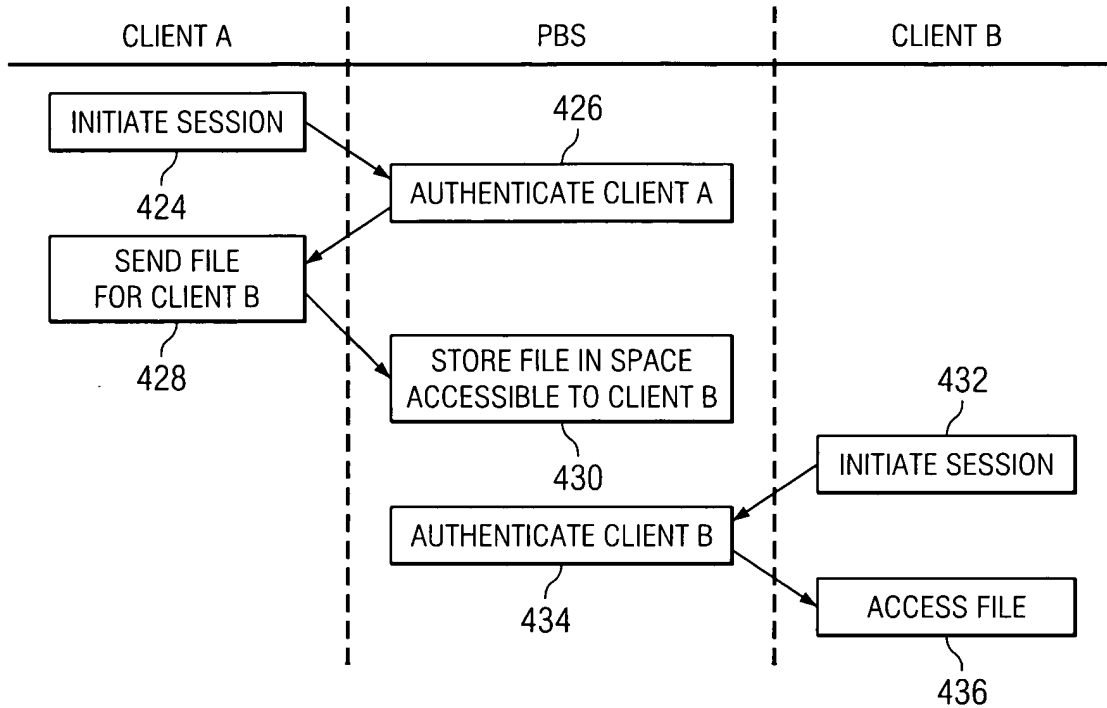 CLIENT A
PBS
CLIENT B
INITIATE SESSION
424
426
AUTHENTICATE CLIENT A
SEND FILE
FOR CLIENT B
428
STORE FILE IN SPACE
ACCESSIBLE TO CLIENT B
430
432
INITIATE SESSION
AUTHENTICATE CLIENT B
434
ACCESS FILE
436